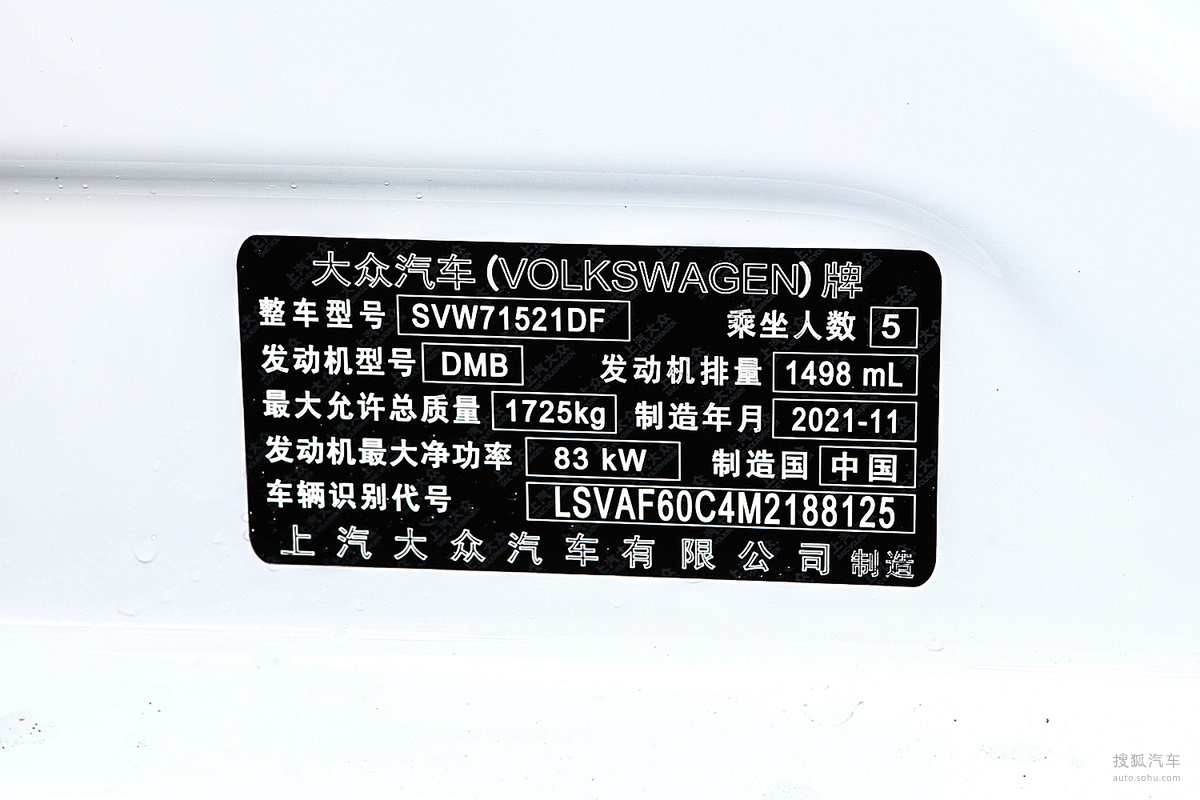 大众汽车(VOLKSWAGEN)牌
整车型号 SVW71521DF 乘坐人数 5
发动机型号 DMB 发动机排量 1498 mL
最大允许总质量 1725kg 制造年月 2021-11
发动机最大净功率 83 kW 制造国 中国
车辆识别代号 LSVAF60C4M2188125
上汽大众汽车有限公司 制造
搜狐汽车
auto.sohu.com